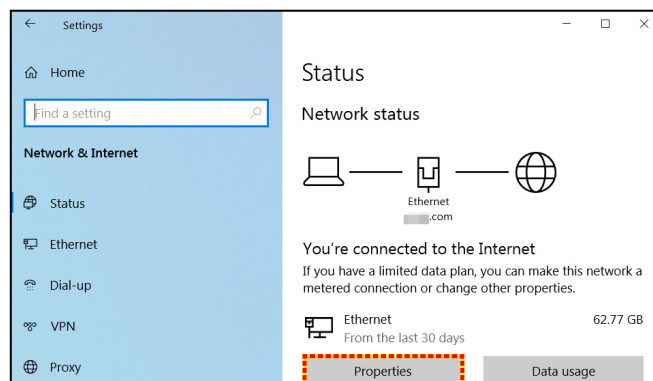 Settings
Home
Find a setting
Network & Internet
Status
Ethernet
Dial-up
VPN
Proxy
Status
Network status
Ethernet
.com
You're connected to the Internet
If you have a limited data plan, you can make this network a
metered connection or change other properties.
Ethernet 62.77 GB
From the last 30 days
Properties Data usage